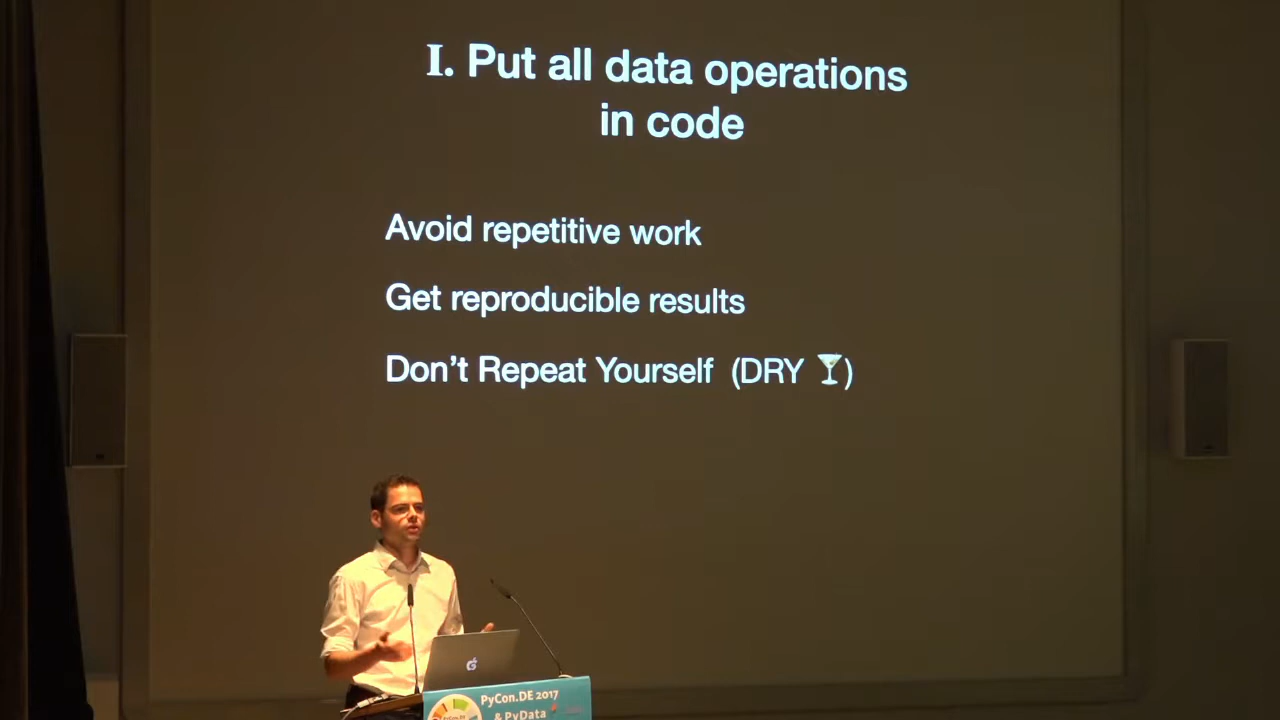 I. Put all data operations
in code
Avoid repetitive work
Get reproducible results
Don't Repeat Yourself (DRY 🍸)
PyCon.DE 2017
& PyData